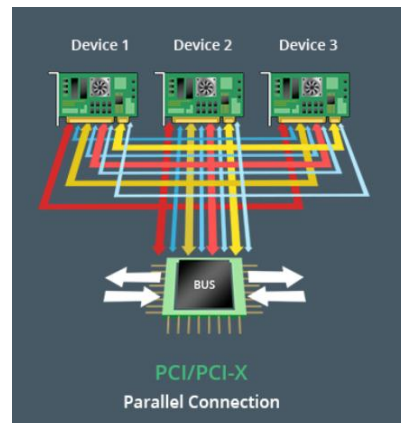 Device 1 Device 2 Device 3
BUS
PCI/PCI-X
Parallel Connection